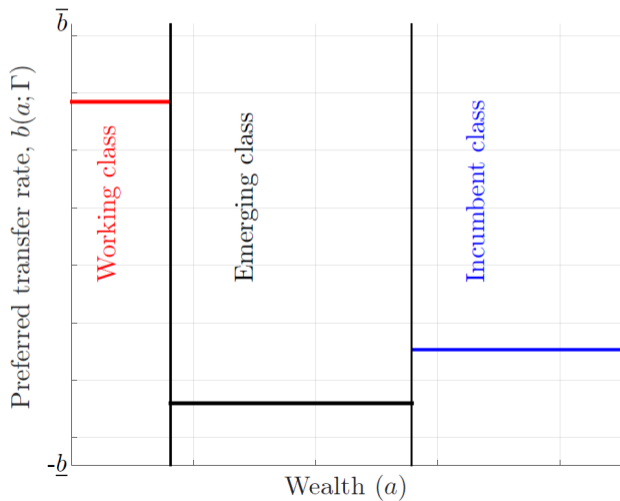 b̅
Preferred transfer rate, b(a;Γ)
Working class
Emerging class
Incumbent class
-b̲
Wealth (a)